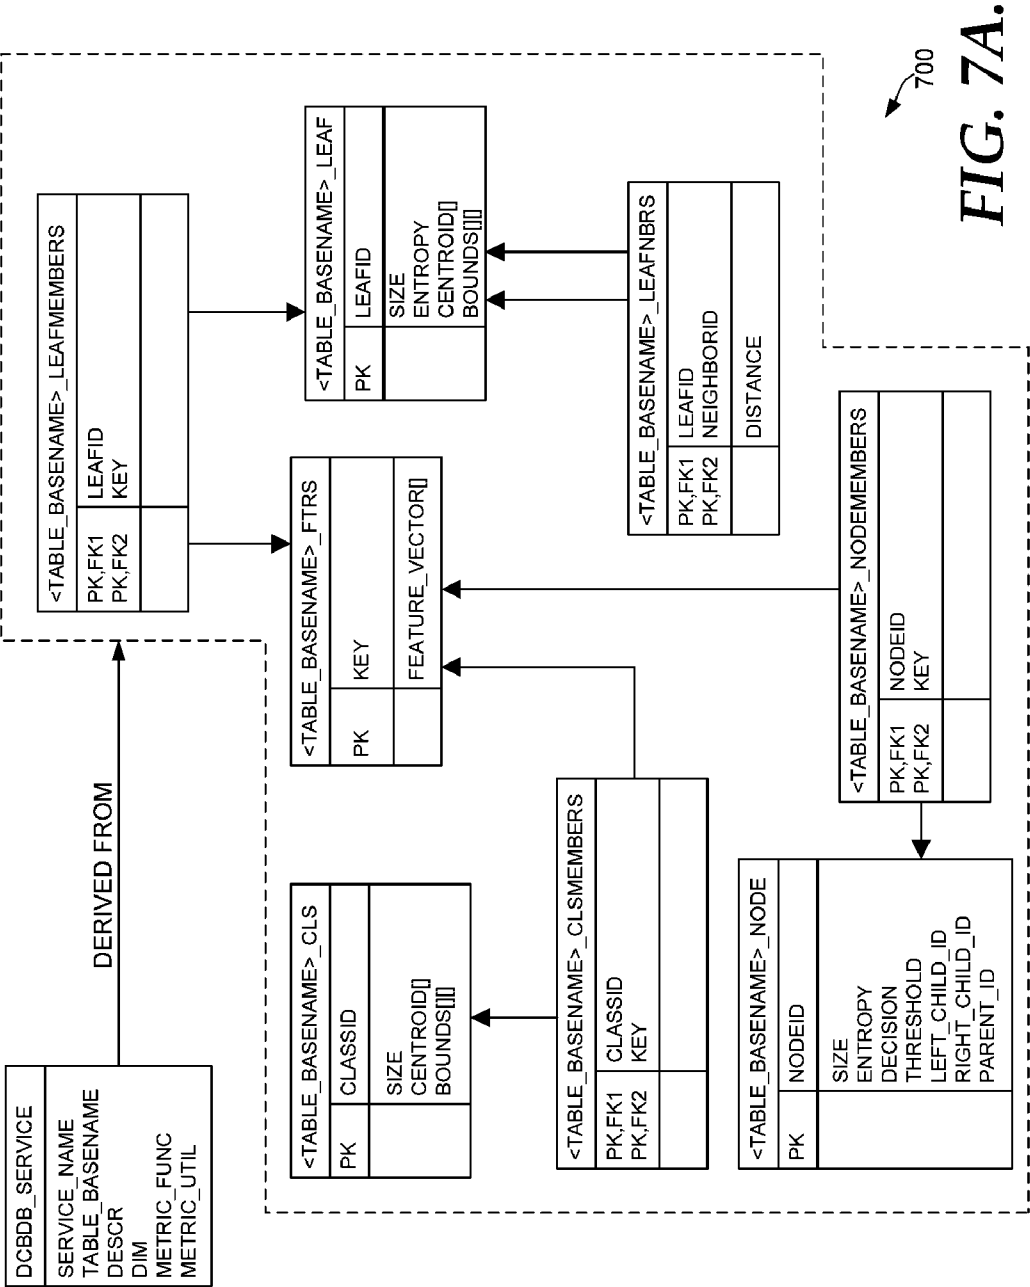 DCBDB_SERVICE
SERVICE_NAME
TABLE_BASENAME
DESCR
DIM
METRIC_FUNC
METRIC_UTIL
DERIVED FROM
<TABLE_BASENAME>_LEAFMEMBERS
PK,FK1 LEAFID
PK,FK2 KEY
<TABLE_BASENAME>_CLS
PK CLASSID
SIZE
CENTROID[]
BOUNDS[][]
<TABLE_BASENAME>_FTRS
PK KEY
FEATURE_VECTOR[]
<TABLE_BASENAME>_LEAF
PK LEAFID
SIZE
ENTROPY
CENTROID[]
BOUNDS[][]
<TABLE_BASENAME>_CLSMEMBERS
PK,FK1 CLASSID
PK,FK2 KEY
<TABLE_BASENAME>_LEAFNBRS
PK,FK1 LEAFID
PK,FK2 NEIGHBORID
DISTANCE
<TABLE_BASENAME>_NODE
PK NODEID
SIZE
ENTROPY
DECISION
THRESHOLD
LEFT_CHILD_ID
RIGHT_CHILD_ID
PARENT_ID
<TABLE_BASENAME>_NODEMEMBERS
PK,FK1 NODEID
PK,FK2 KEY
700
FIG. 7A.